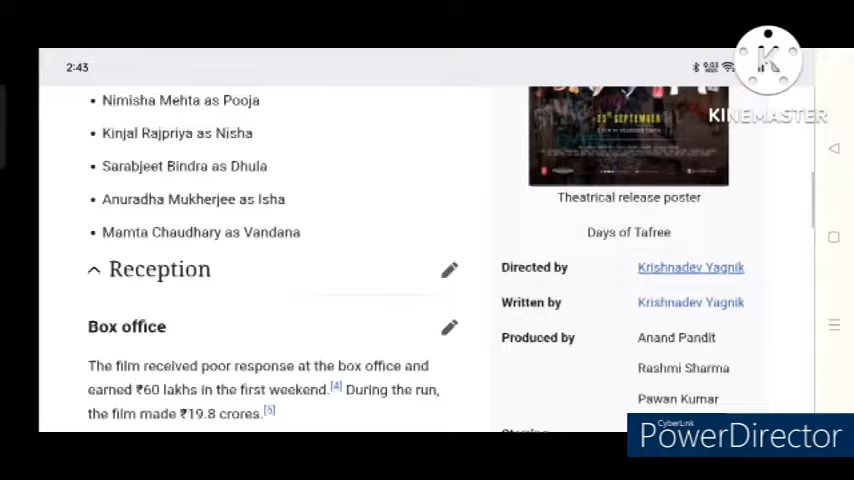 2:43
KINEMASTER
• Nimisha Mehta as Pooja
• Kinjal Rajpriya as Nisha
• Sarabjeet Bindra as Dhula
• Anuradha Mukherjee as Isha
• Mamta Chaudhary as Vandana
Reception
Box office
The film received poor response at the box office and
earned ₹60 lakhs in the first weekend.[4] During the run,
the film made ₹19.8 crores.[5]
23rd SEPTEMBER
Theatrical release poster
Days of Tafree
Directed by Krishnadev Yagnik
Written by Krishnadev Yagnik
Produced by Anand Pandit
Rashmi Sharma
Pawan Kumar
CyberLink
PowerDirector